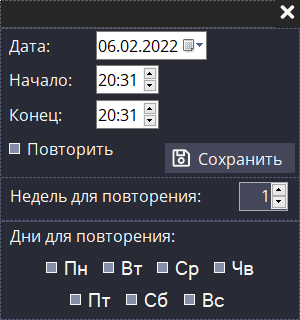 Дата: 06.02.2022
Начало: 20:31
Конец: 20:31
Повторить
Сохранить
Недель для повторения: 1
Дни для повторения:
Пн Вт Ср Чв
Пт Сб Вс